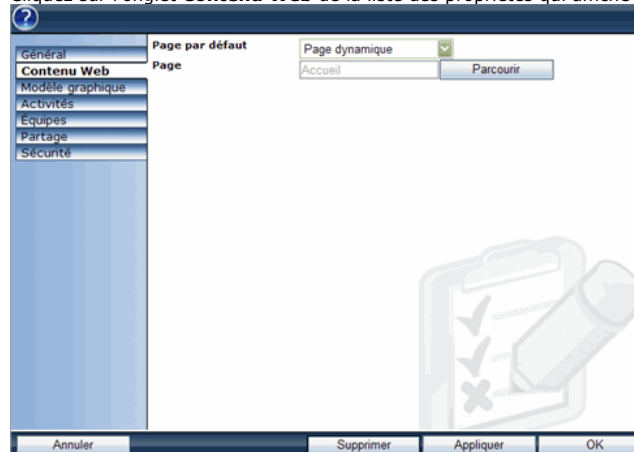 Cliquez sur l'onglet Contenu Web de la liste des propriétés qui affiche
?
Général
Contenu Web
Modèle graphique
Activités
Équipes
Partage
Sécurité
Page par défaut
Page dynamique
Page
Accueil
Parcourir
Annuler
Supprimer
Appliquer
OK